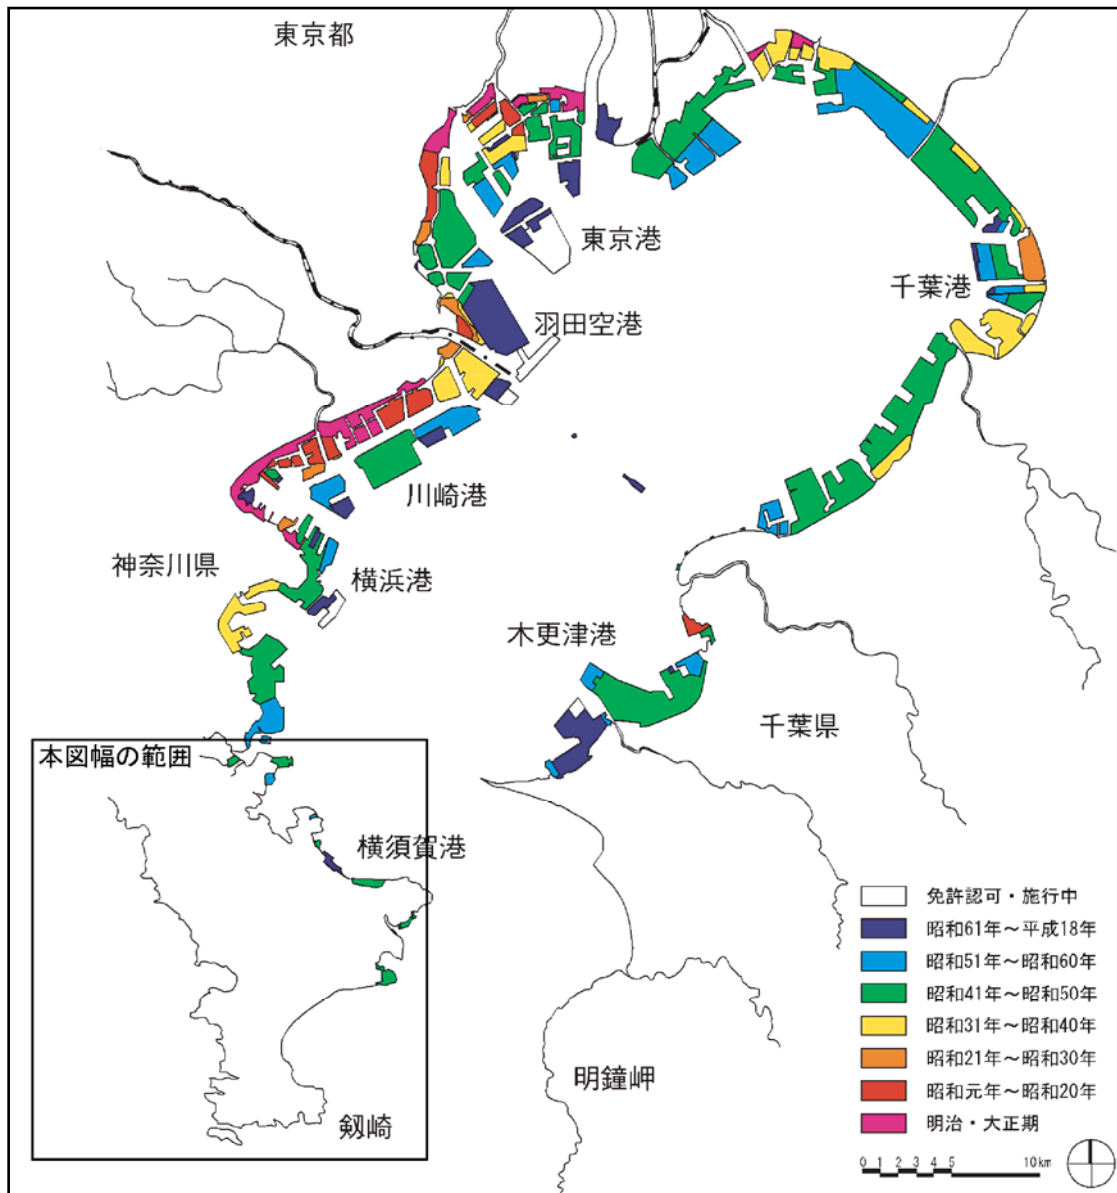 東京都
東京港
千葉港
羽田空港
川崎港
神奈川県
横浜港
木更津港
千葉県
本図幅の範囲
横須賀港
明鐘岬
剱崎
免許認可・施行中
昭和61年～平成18年
昭和51年～昭和60年
昭和41年～昭和50年
昭和31年～昭和40年
昭和21年～昭和30年
昭和元年～昭和20年
明治・大正期
0 1 2 3 4 5 10km